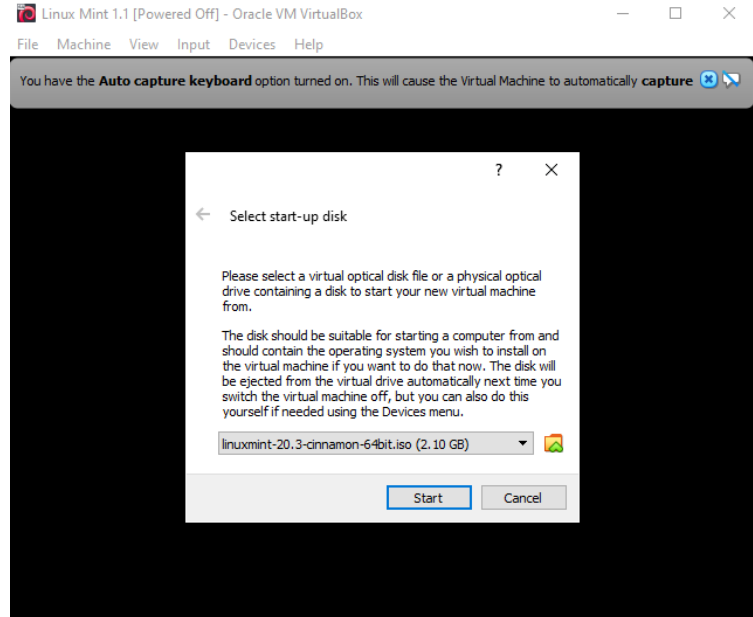 Linux Mint 1.1 [Powered Off] - Oracle VM VirtualBox
File Machine View Input Devices Help
You have the Auto capture keyboard option turned on. This will cause the Virtual Machine to automatically capture
?
Select start-up disk
Please select a virtual optical disk file or a physical optical
drive containing a disk to start your new virtual machine
from.
The disk should be suitable for starting a computer from and
should contain the operating system you wish to install on
the virtual machine if you want to do that now. The disk will
be ejected from the virtual drive automatically next time you
switch the virtual machine off, but you can also do this
yourself if needed using the Devices menu.
linuxmint-20.3-cinnamon-64bit.iso (2.10 GB)
Start Cancel